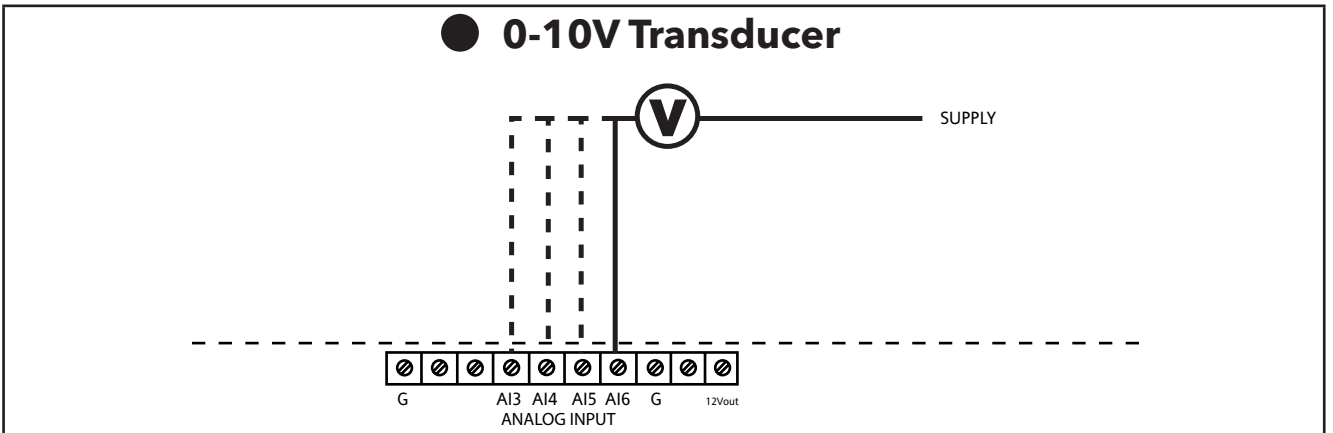 0-10V Transducer
V
SUPPLY
G AI3 AI4 AI5 AI6 G 12Vout
ANALOG INPUT